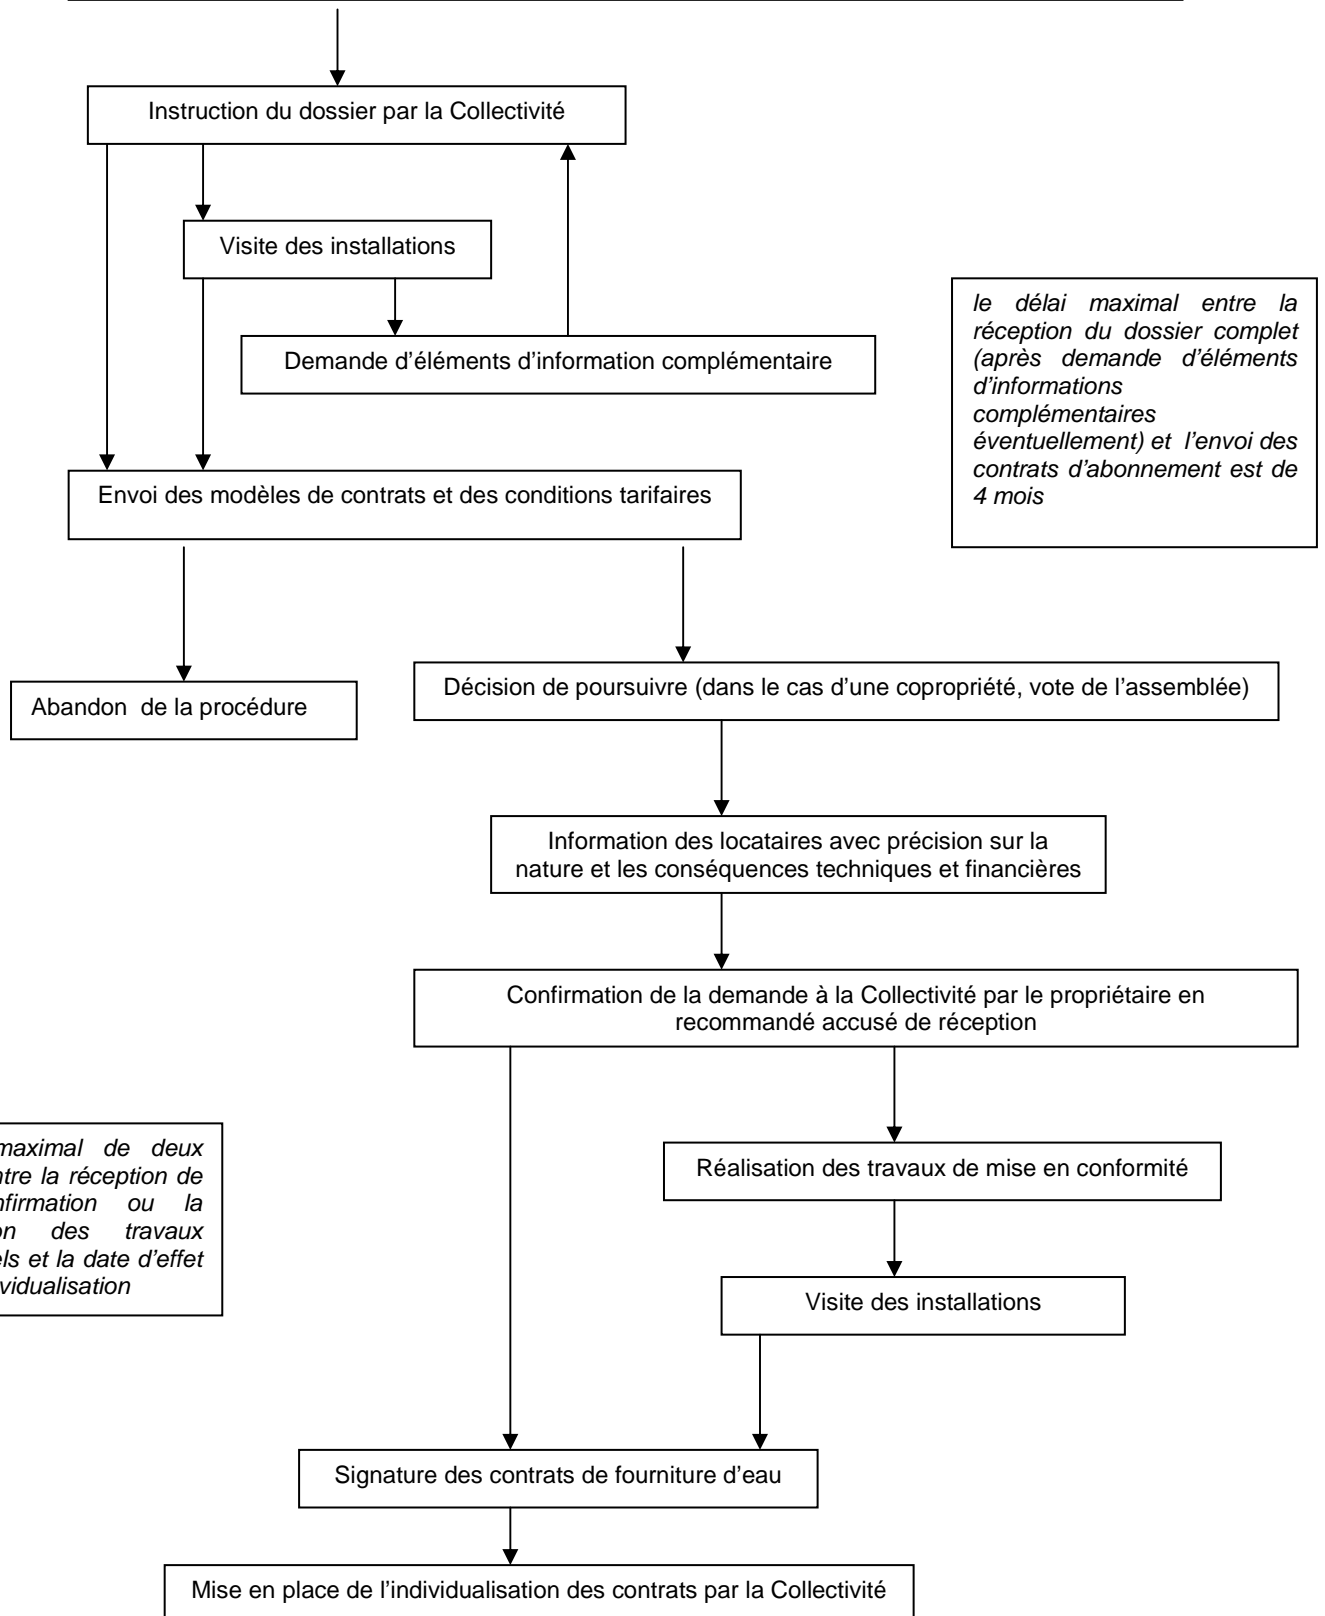 Instruction du dossier par la Collectivité
Visite des installations
Demande d’éléments d’information complémentaire
le délai maximal entre la
réception du dossier complet
(après demande d’éléments
d’informations
complémentaires
éventuellement) et l’envoi des
contrats d’abonnement est de
4 mois
Envoi des modèles de contrats et des conditions tarifaires
Abandon de la procédure
Décision de poursuivre (dans le cas d’une copropriété, vote de l’assemblée)
Information des locataires avec précision sur la
nature et les conséquences techniques et financières
Confirmation de la demande à la Collectivité par le propriétaire en
recommandé accusé de réception
maximal de deux
la réception de
ou la
des travaux
et la date d’effet
Réalisation des travaux de mise en conformité
Visite des installations
Signature des contrats de fourniture d’eau
Mise en place de l’individualisation des contrats par la Collectivité